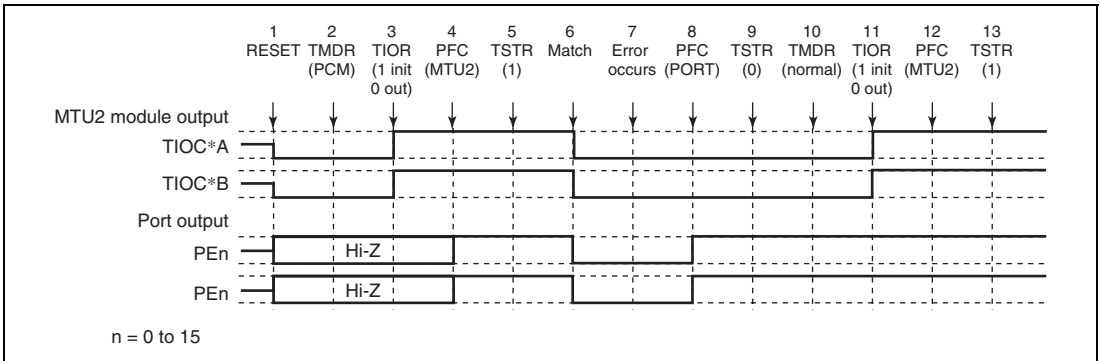 1 2 3 4 5 6 7 8 9 10 11 12 13
RESET TMDR TIOR PFC TSTR Match Error PFC TSTR TMDR TIOR PFC TSTR
(PCM) (1 init (MTU2) (1) occurs (PORT) (0) (normal) (1 init (MTU2) (1)
0 out) 0 out)
MTU2 module output
TIOC*A
TIOC*B
Port output
PEn Hi-Z
PEn Hi-Z
n = 0 to 15